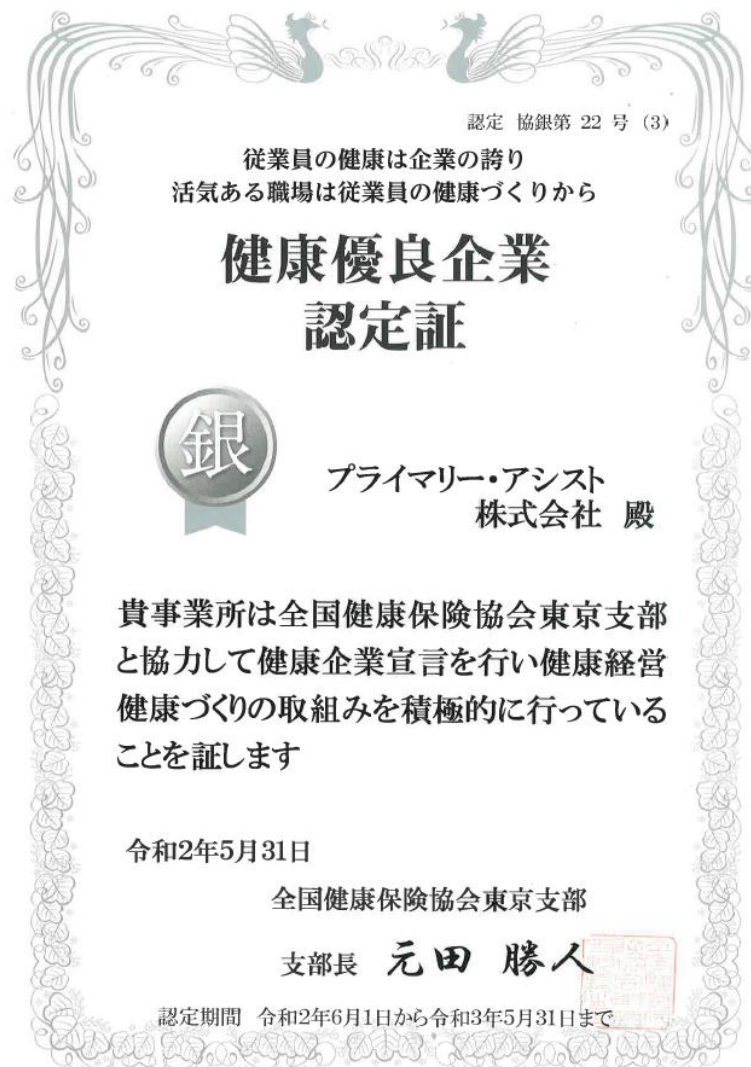 認定 協銀第 22 号 (3)
従業員の健康は企業の誇り
活気ある職場は従業員の健康づくりから
健康優良企業
認定証
銀
プライマリー・アシスト
株式会社 殿
貴事業所は全国健康保険協会東京支部
と協力して健康企業宣言を行い健康経営
健康づくりの取組みを積極的に行っている
ことを証します
令和2年5月31日
全国健康保険協会東京支部
支部長 元田 勝人
認定期間 令和2年6月1日から令和3年5月31日まで